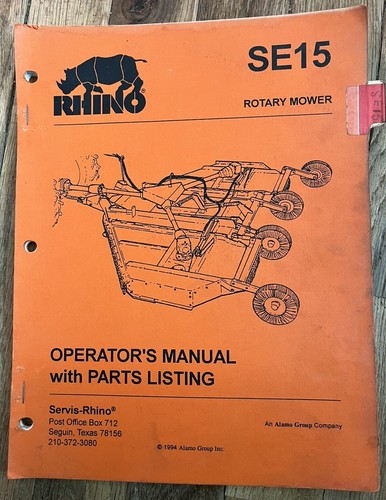 SE15
RHINO®
ROTARY MOWER
OPERATOR'S MANUAL
with PARTS LISTING
Servis-Rhino®
Post Office Box 712
Seguin, Texas 78156
210-372-3080
An Alamo Group Company
© 1994 Alamo Group Inc.